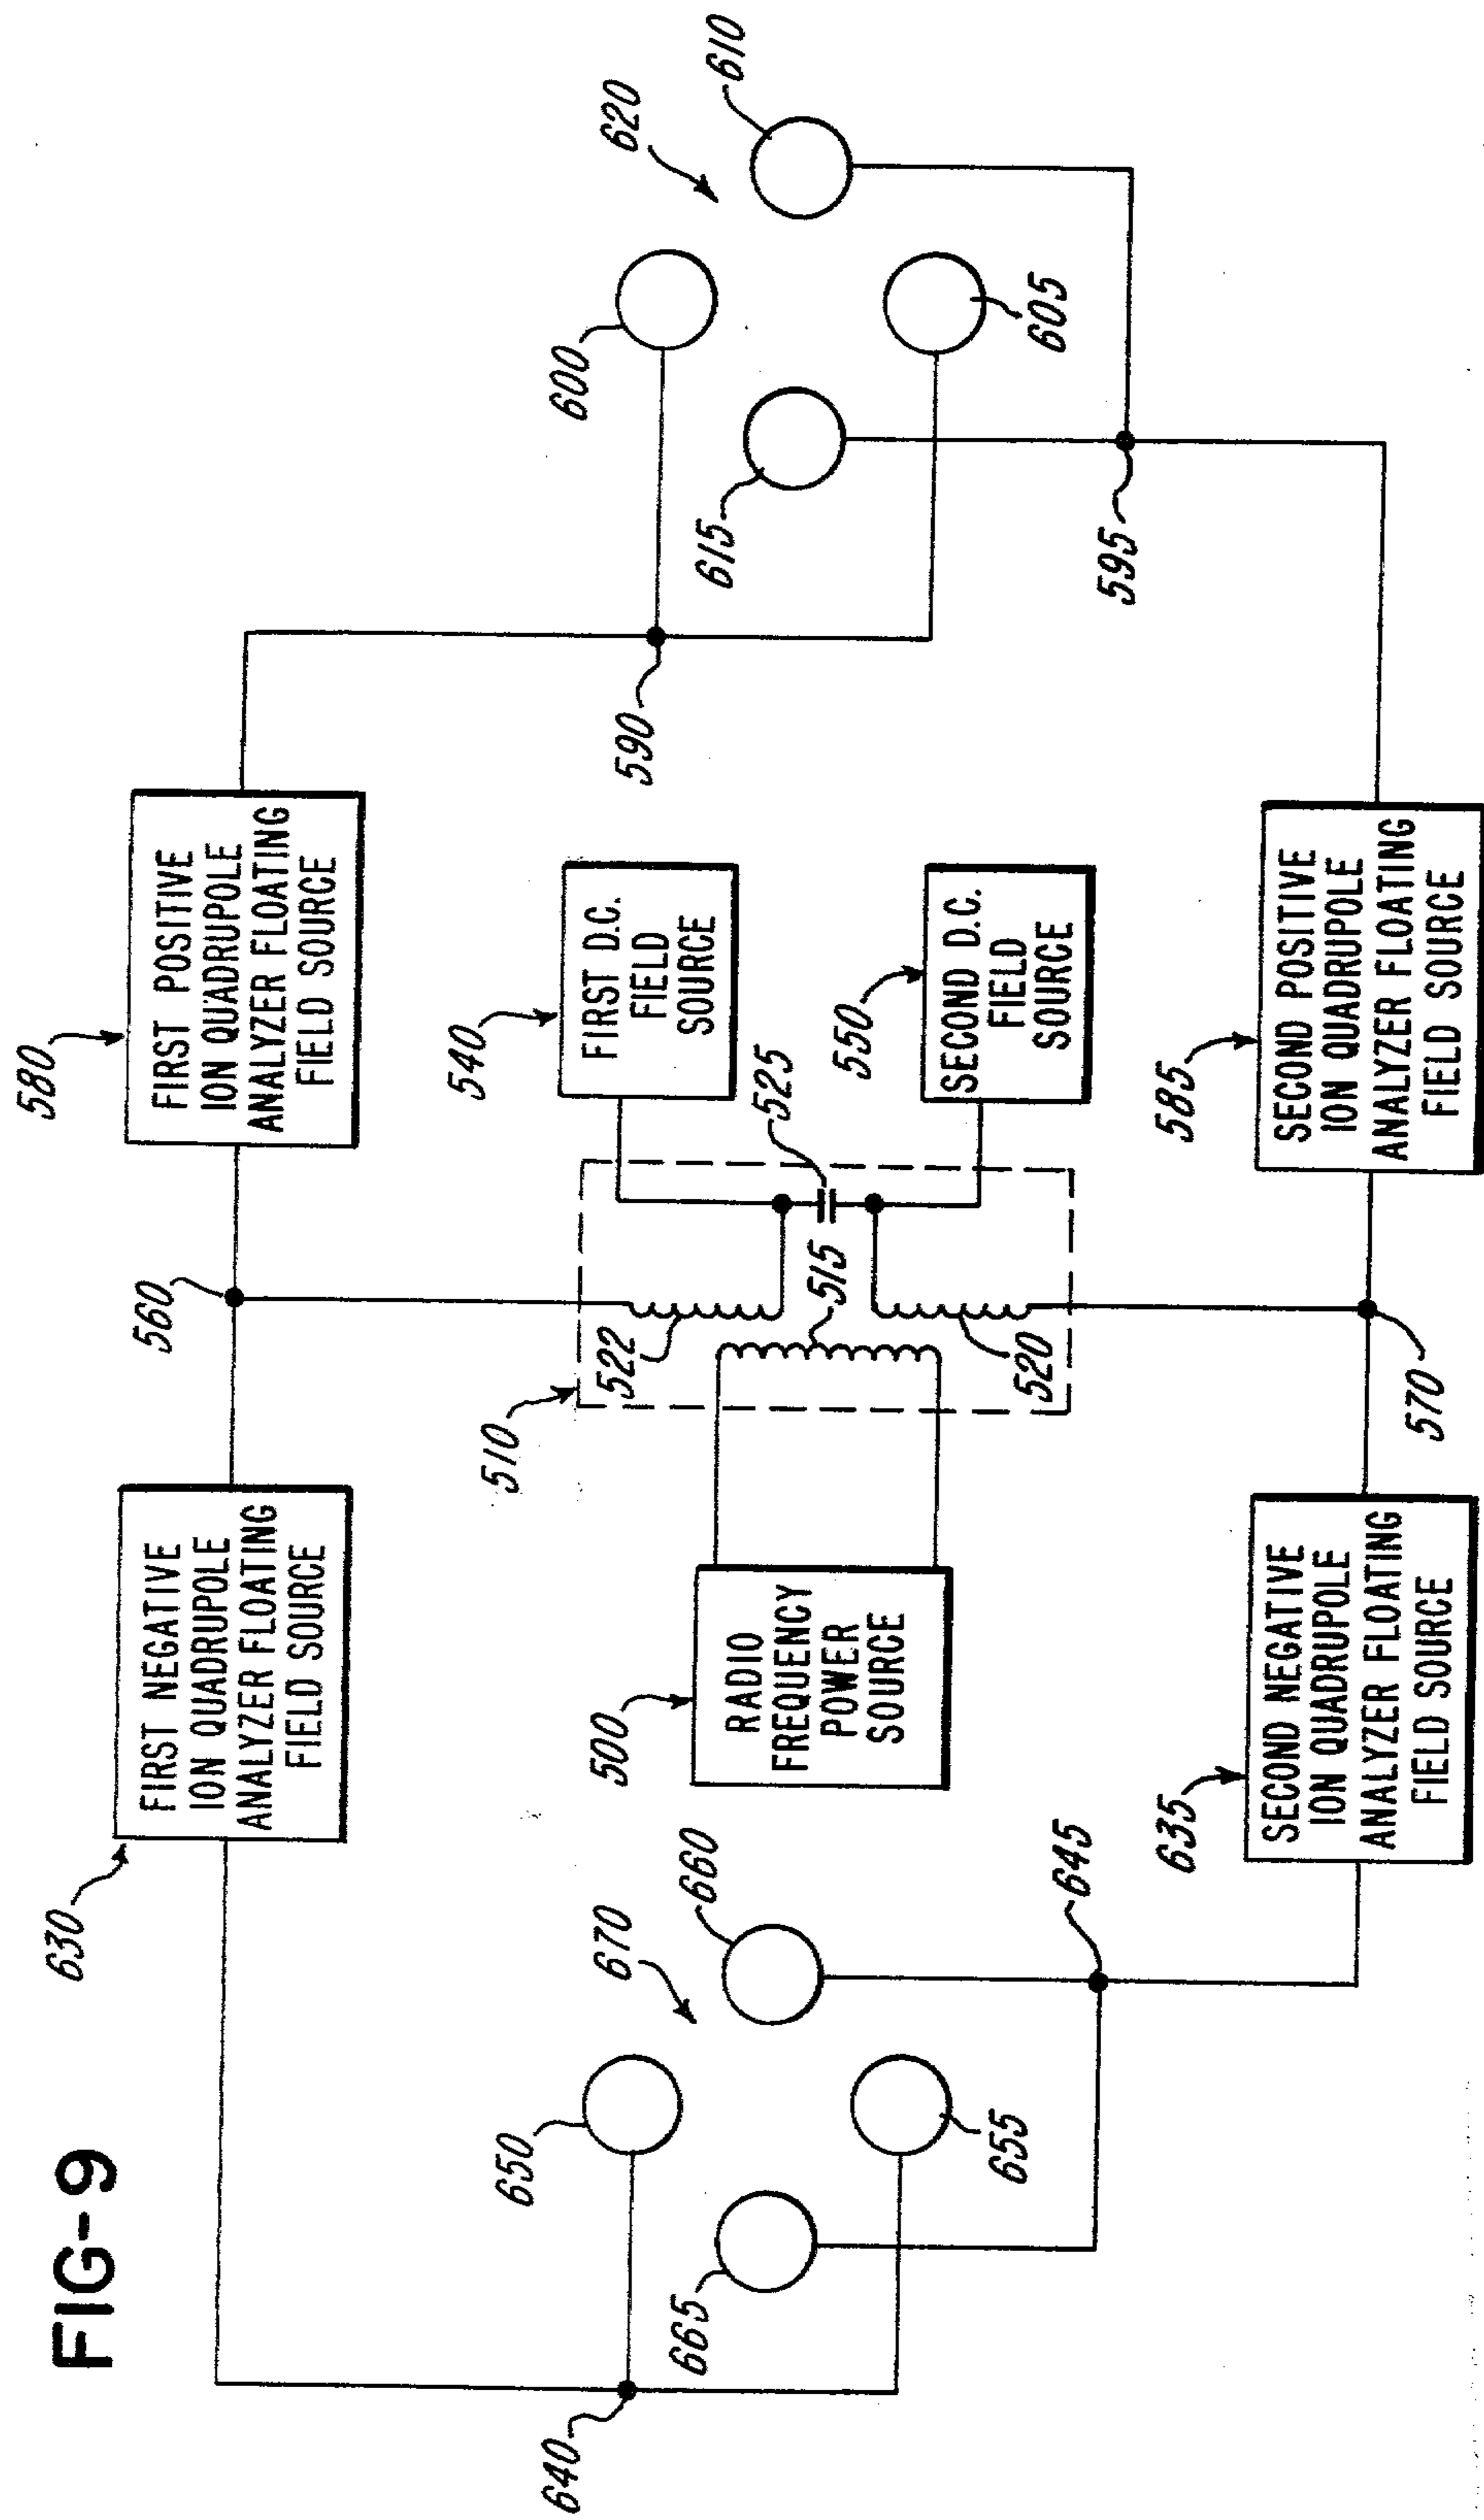 FIG-9
630
FIRST NEGATIVE
ION QUADRUPOLE
ANALYZER FLOATING
FIELD SOURCE
560
580
FIRST POSITIVE
ION QUADRUPOLE
ANALYZER FLOATING
FIELD SOURCE
640
650
665
655
660
670
645
500
RADIO
FREQUENCY
POWER
SOURCE
510
522
515
520
525
540
FIRST D.C.
FIELD
SOURCE
550
SECOND D.C.
FIELD
SOURCE
590
600
615
605
610
620
595
635
SECOND NEGATIVE
ION QUADRUPOLE
ANALYZER FLOATING
FIELD SOURCE
570
585
SECOND POSITIVE
ION QUADRUPOLE
ANALYZER FLOATING
FIELD SOURCE